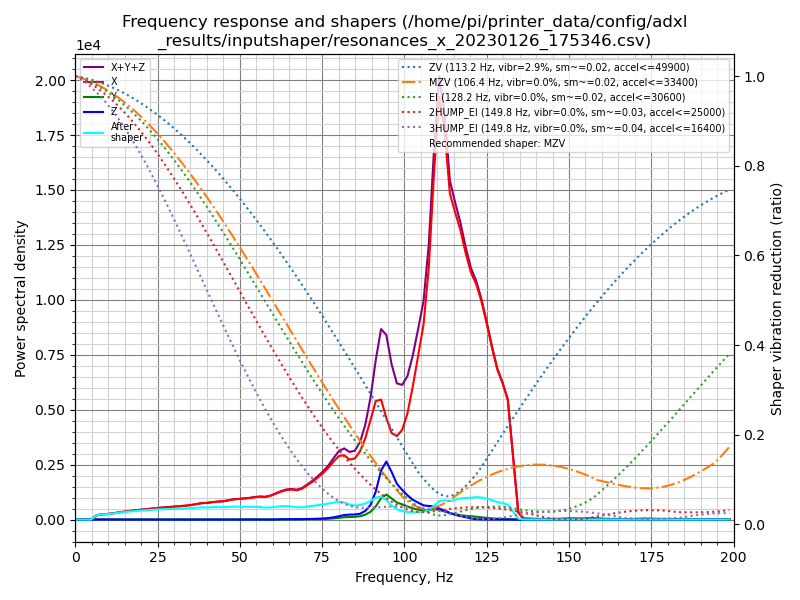 Frequency response and shapers (/home/pi/printer_data/config/adxl
_results/inputshaper/resonances_x_20230126_175346.csv)
1e4
X+Y+Z
X
Y
Z
After
shaper
ZV (113.2 Hz, vibr=2.9%, sm~=0.02, accel<=49900)
MZV (106.4 Hz, vibr=0.0%, sm~=0.02, accel<=33400)
EI (128.2 Hz, vibr=0.0%, sm~=0.02, accel<=30600)
2HUMP_EI (149.8 Hz, vibr=0.0%, sm~=0.03, accel<=25000)
3HUMP_EI (149.8 Hz, vibr=0.0%, sm~=0.04, accel<=16400)
Recommended shaper: MZV
Power spectral density
2.00
1.75
1.50
1.25
1.00
0.75
0.50
0.25
0.00
1.0
0.8
0.6
0.4
0.2
0.0
Shaper vibration reduction (ratio)
0 25 50 75 100 125 150 175 200
Frequency, Hz